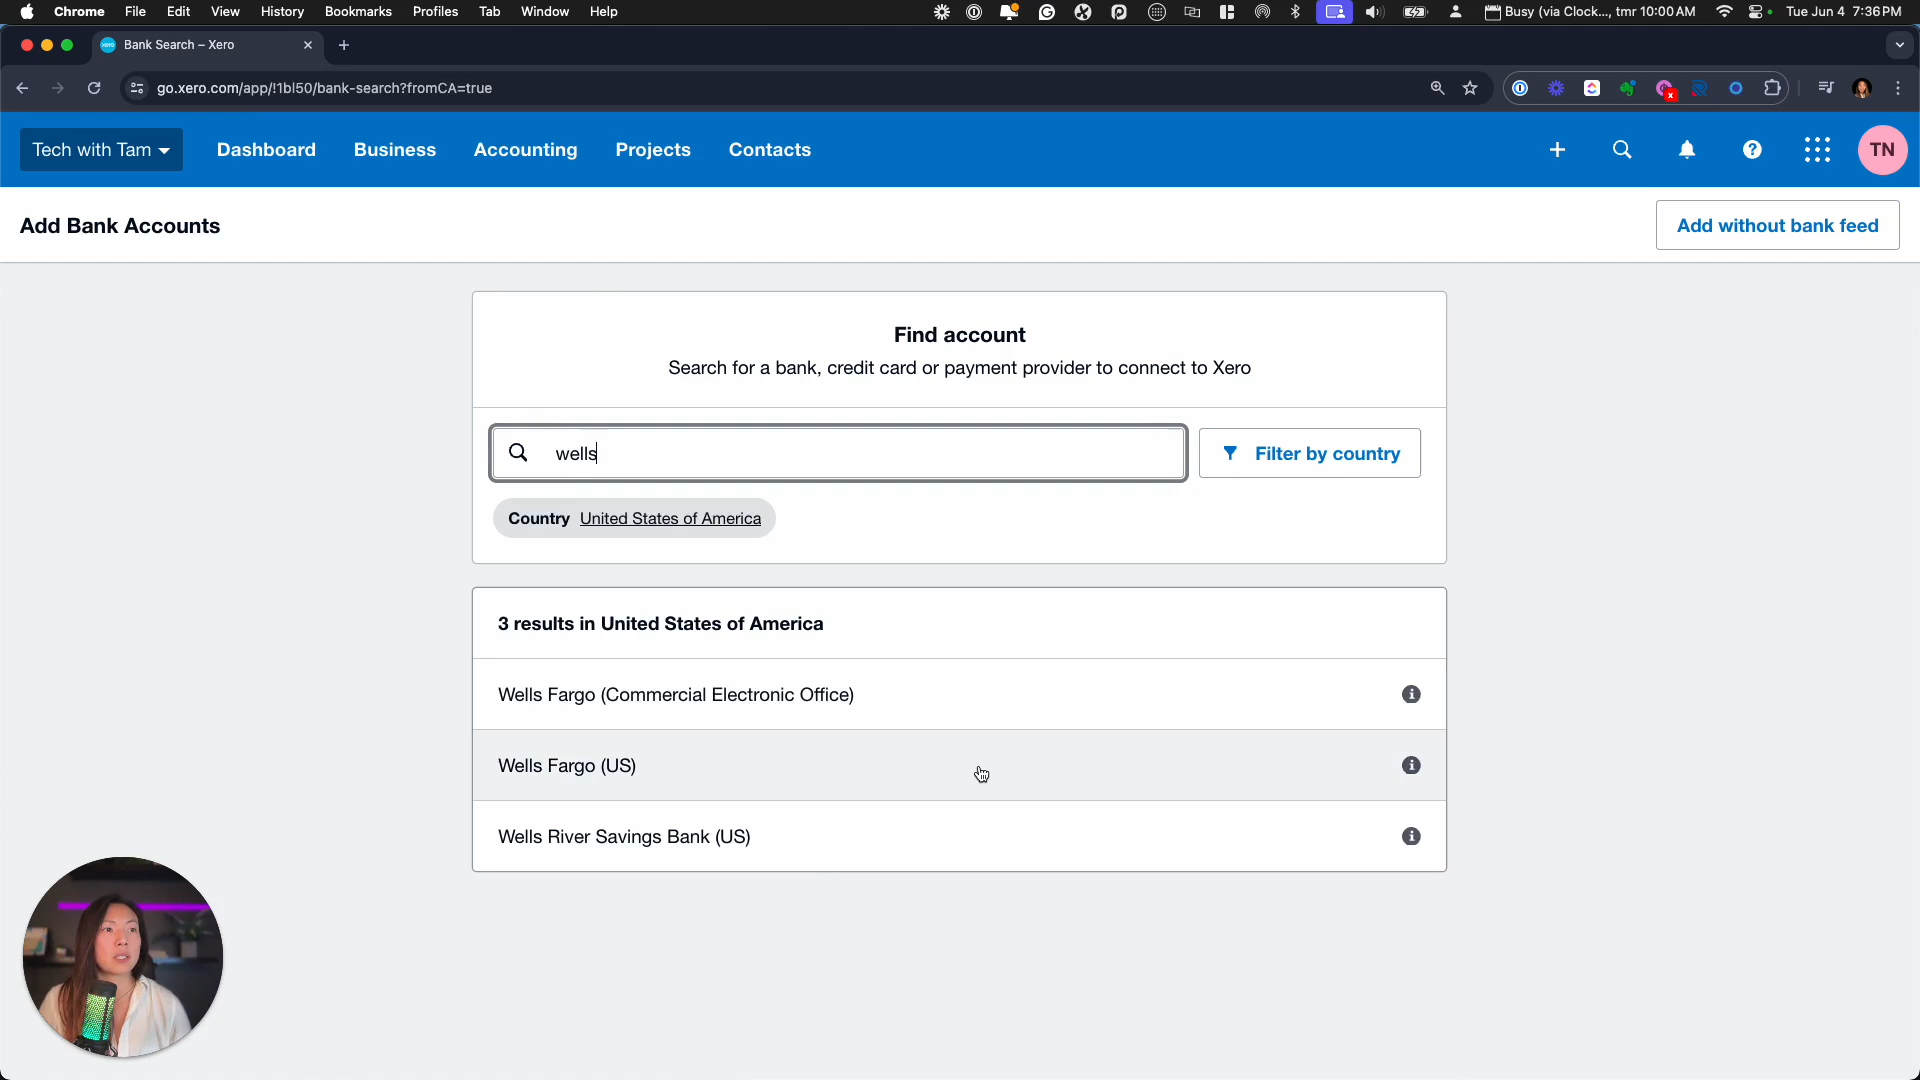 Chrome File Edit View History Bookmarks Profiles Tab Window Help Busy (via Clock..., tmr 10:00 AM Tue Jun 4 7:36 PM
Bank Search – Xero
go.xero.com/app/!1bl50/bank-search?fromCA=true
Tech with Tam Dashboard Business Accounting Projects Contacts TN
Add Bank Accounts Add without bank feed
Find account
Search for a bank, credit card or payment provider to connect to Xero
wells Filter by country
Country United States of America
3 results in United States of America
Wells Fargo (Commercial Electronic Office)
Wells Fargo (US)
Wells River Savings Bank (US)